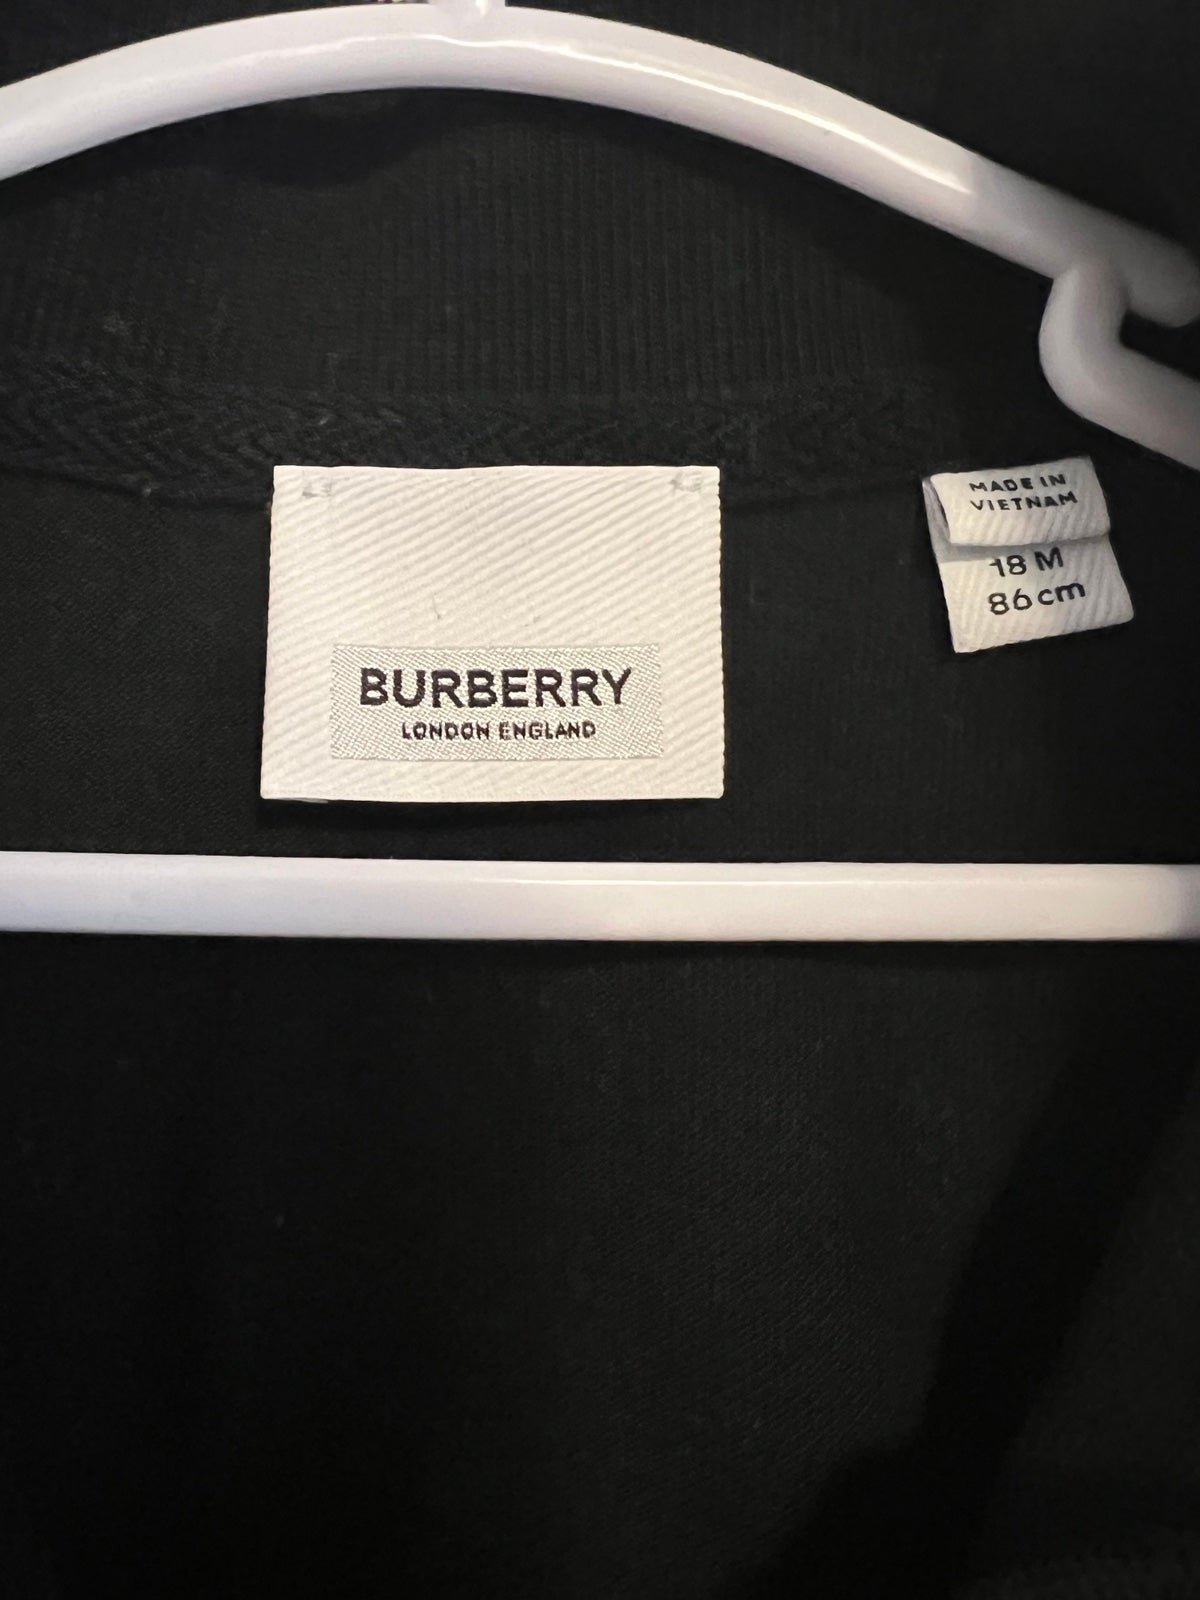 BURBERRY
LONDON ENGLAND
MADE IN
VIETNAM
18 M
86 cm